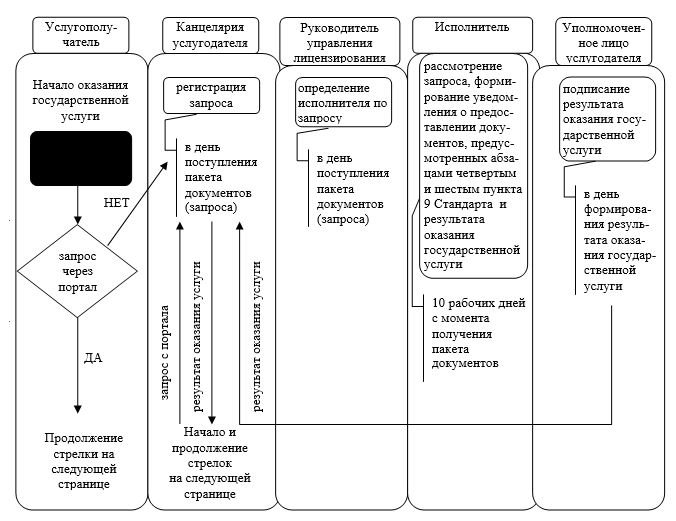 Услугополу-
чатель
Канцелярия
услугодателя
Руководитель
управления
лицензирования
Исполнитель
Уполномочен-
ное лицо
услугодателя
Начало оказания
государственной
услуги
НЕТ
запрос
через
портал
ДА
Продолжение
стрелки на
следующей
странице
регистрация
запроса
в день
поступления
пакета
документов
(запроса)
запрос с портала
результат оказания услуги
результат оказания услуги
Начало и
продолжение
стрелок
на следующей
странице
определение
исполнителя по
запросу
в день
поступления
пакета
документов
(запроса)
рассмотрение
запроса, форми-
рование уведом-
ления о предо-
ставлении доку-
ментов, предус-
мотренных абза-
цами четвертым
и шестым пункта
9 Стандарта и
результата
оказания
государственной
услуги
10 рабочих дней
с момента
получения
пакета
документов
подписание
результата
оказания госу-
дарственной
услуги
в день
формирова-
ния резуль-
тата оказа-
ния государ-
ственной
услуги